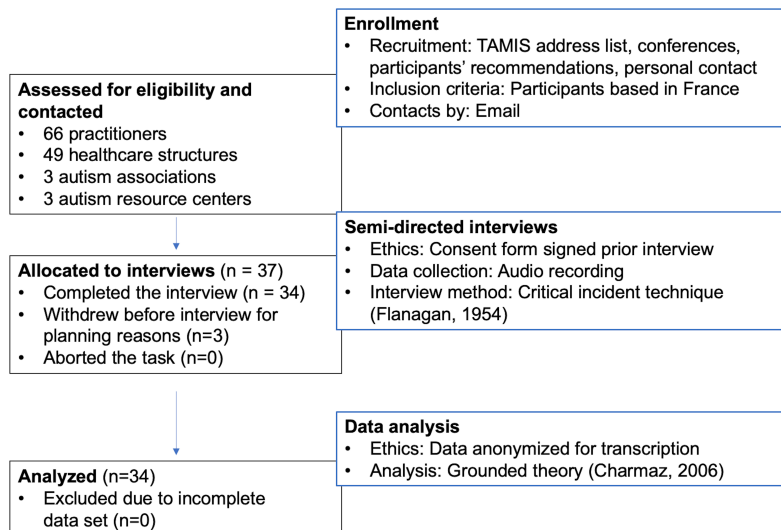 Enrollment
• Recruitment: TAMIS address list, conferences,
participants' recommendations, personal contact
• Inclusion criteria: Participants based in France
• Contacts by: Email
Assessed for eligibility and
contacted
• 66 practitioners
• 49 healthcare structures
• 3 autism associations
• 3 autism resource centers
Semi-directed interviews
• Ethics: Consent form signed prior interview
• Data collection: Audio recording
• Interview method: Critical incident technique
(Flanagan, 1954)
Allocated to interviews (n = 37)
• Completed the interview (n = 34)
• Withdrew before interview for
planning reasons (n=3)
• Aborted the task (n=0)
Data analysis
• Ethics: Data anonymized for transcription
• Analysis: Grounded theory (Charmaz, 2006)
Analyzed (n=34)
• Excluded due to incomplete
data set (n=0)